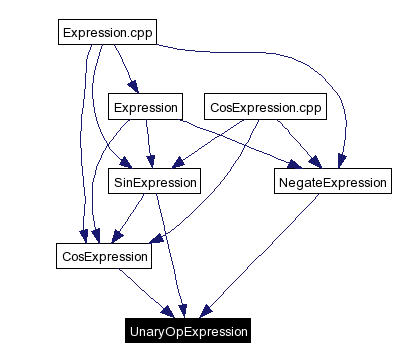 Expression.cpp
Expression
CosExpression.cpp
SinExpression
NegateExpression
CosExpression
UnaryOpExpression